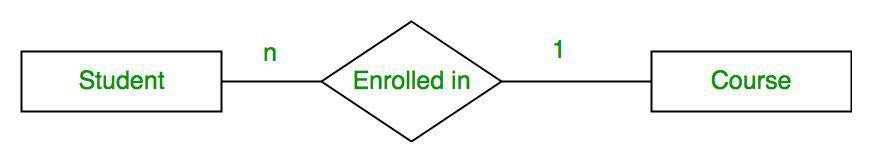 Student
n
Enrolled in
1
Course